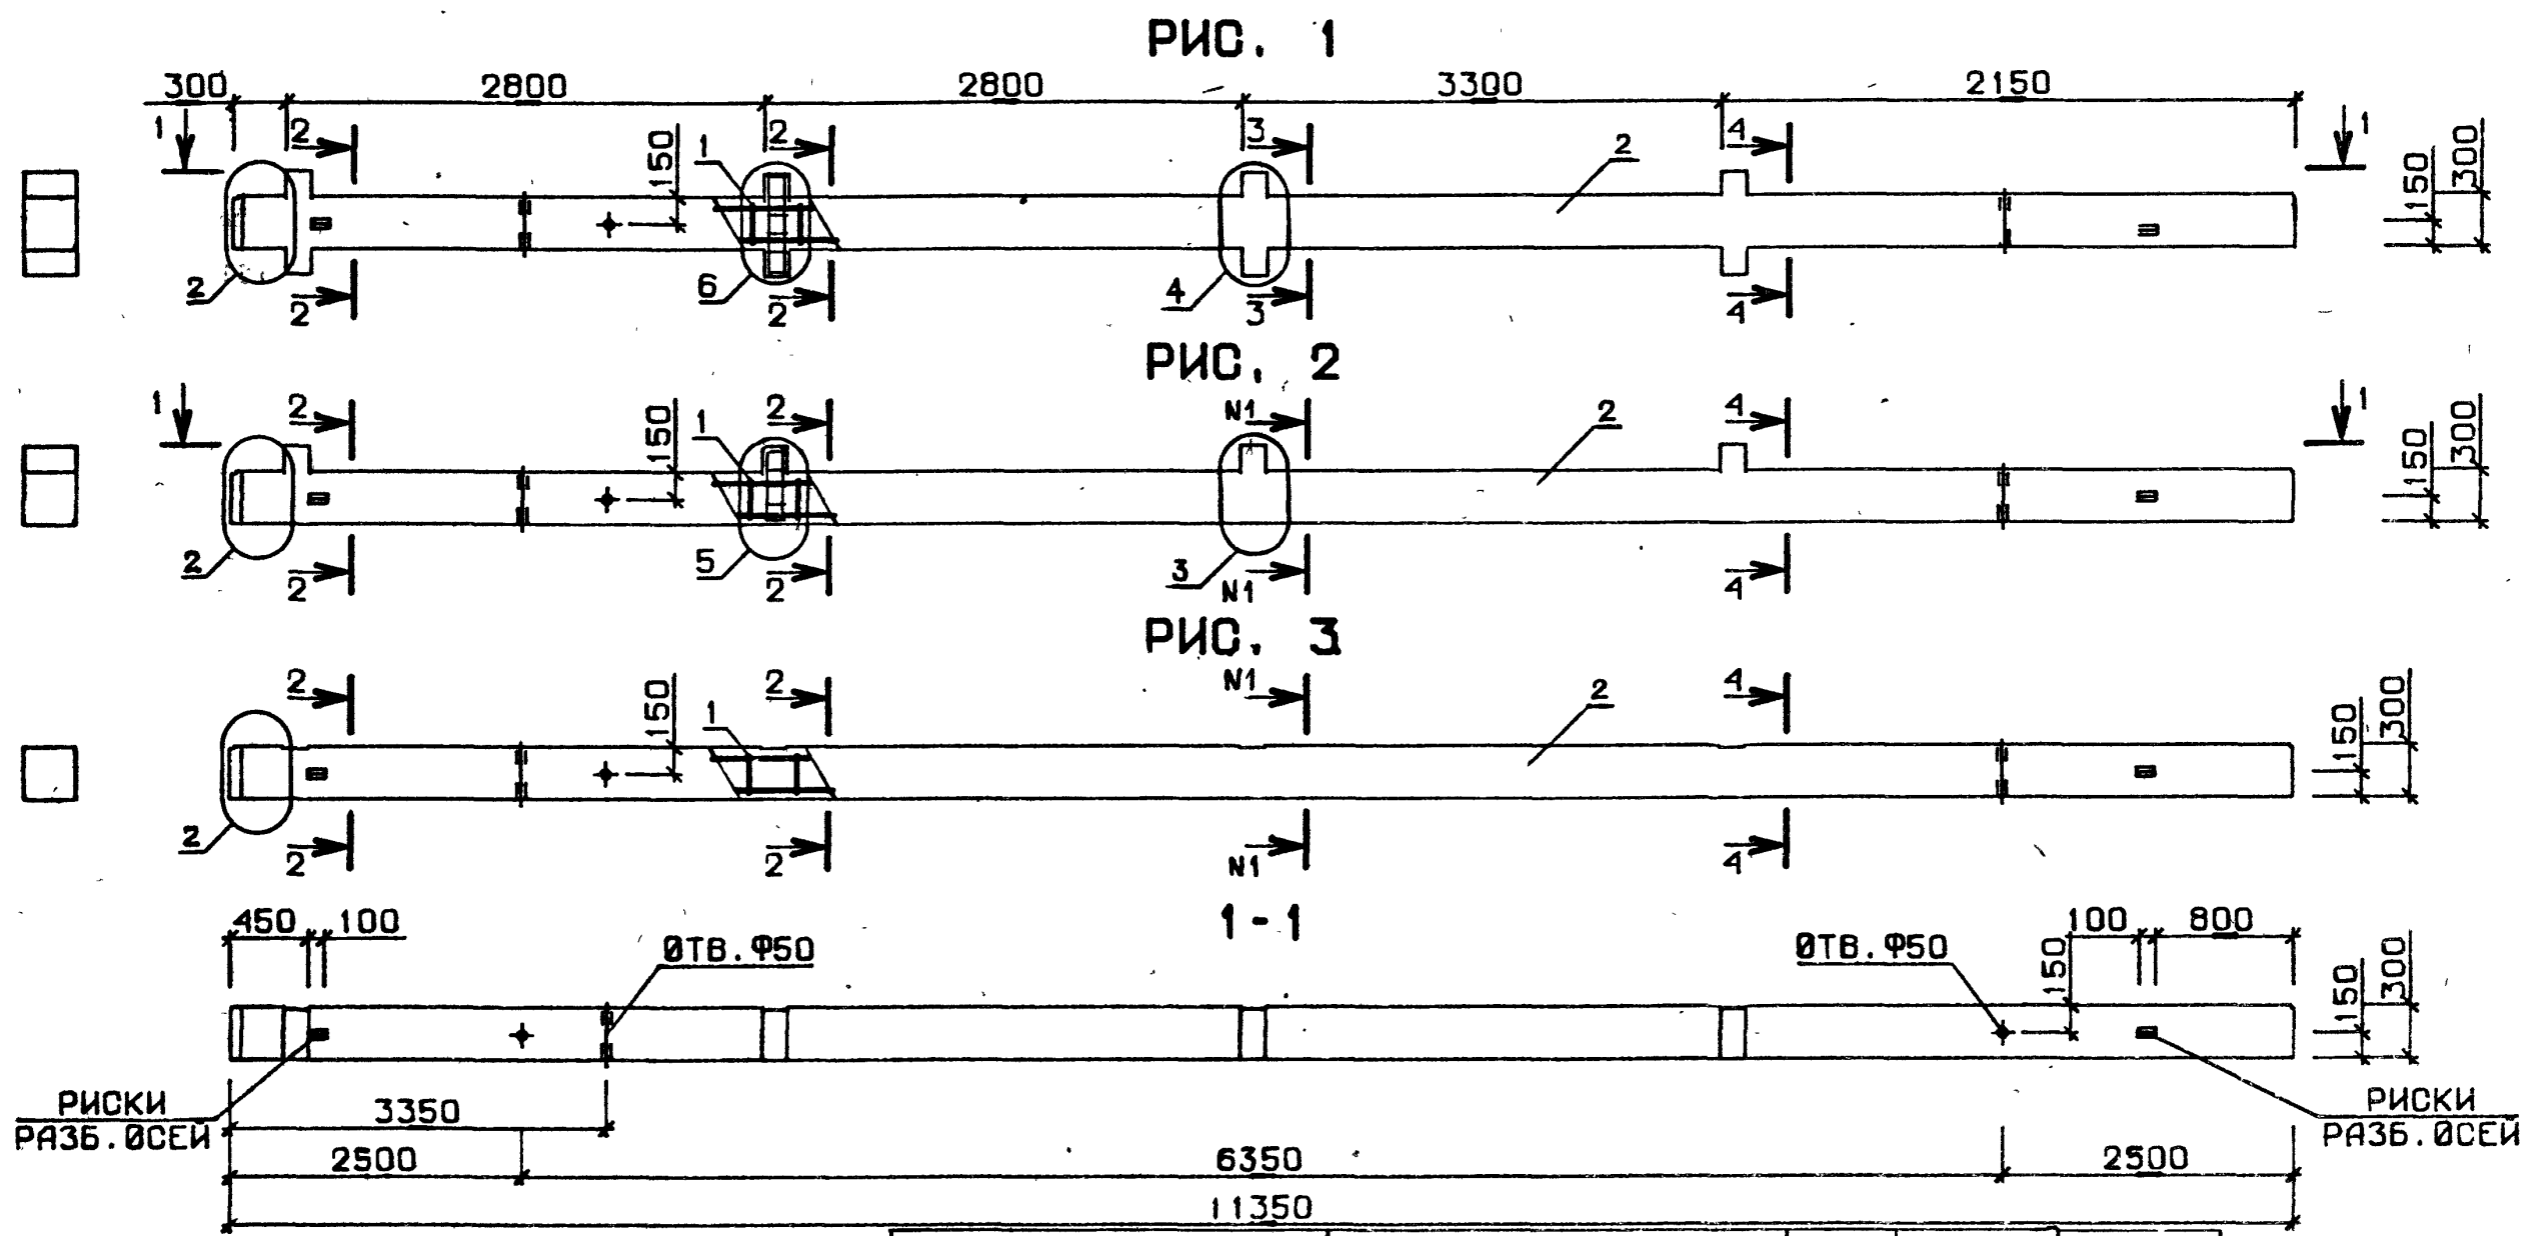 РИС. 1
300 2800 2800 3300 2150
1 2 1 2 3 4 2 1
150 150 300
2 2 6 2 4 3 4
РИС. 2
1 2 1 2 N1 2 4 1
150 150 300
2 2 5 2 3 N1 4
РИС. 3
2 1 2 N1 2 4
150 150 300
2 2 2 N1 4
1-1
450 100 100 800
ОТВ.Ф50 ОТВ.Ф50
150 150 300
РИСКИ
РАЗБ.ОСЕЙ
РИСКИ
РАЗБ.ОСЕЙ
3350
2500 6350 2500
11350